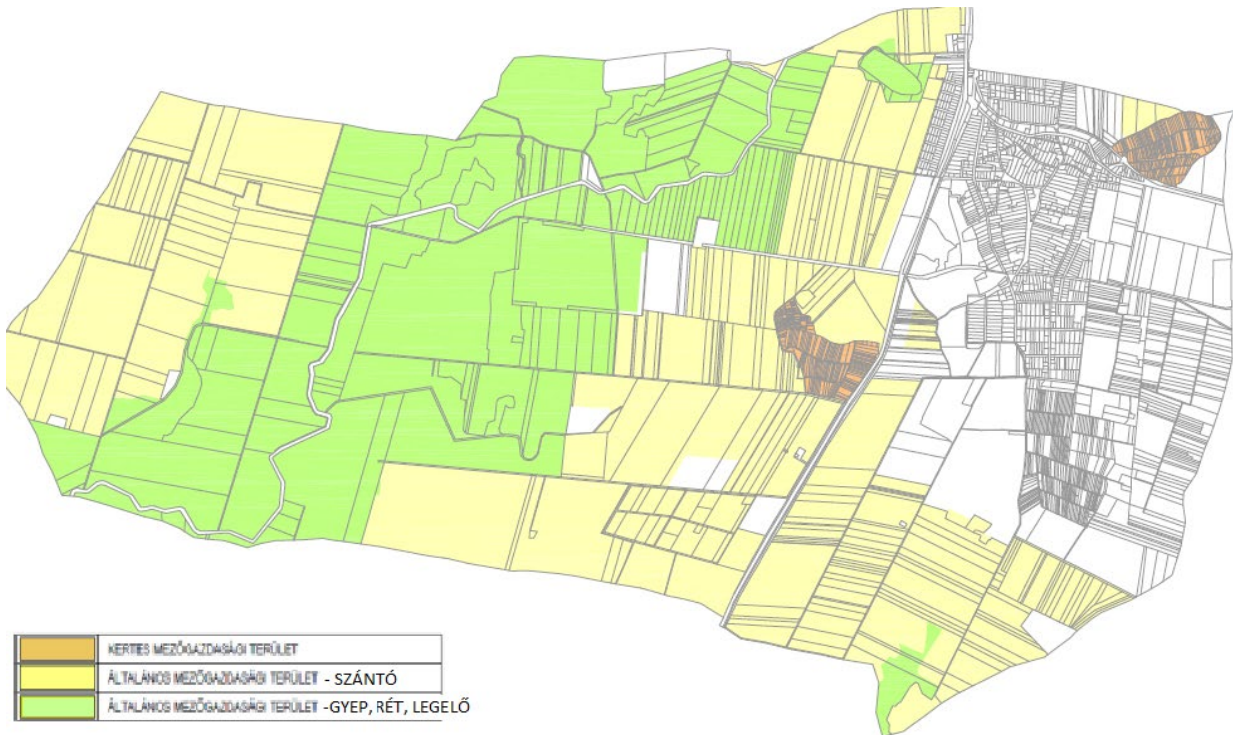 KERTES MEZŐGAZDASÁGI TERÜLET
ÁLTALÁNOS MEZŐGAZDASÁGI TERÜLET - SZÁNTÓ
ÁLTALÁNOS MEZŐGAZDASÁGI TERÜLET -GYEP, RÉT, LEGELŐ